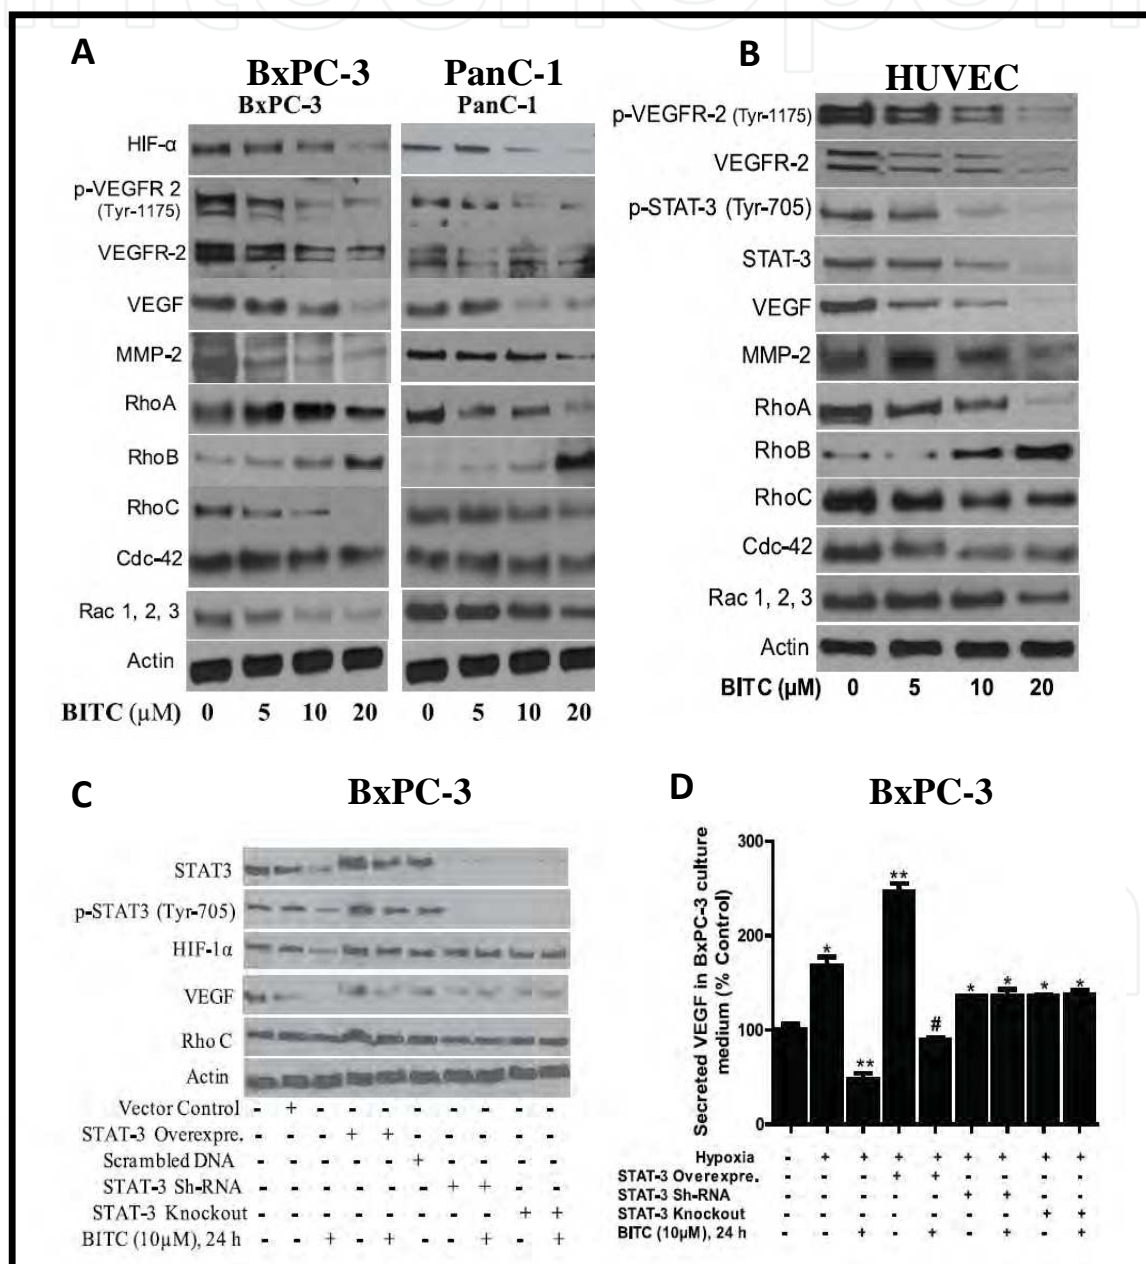 A
BxPC-3 PanC-1
BxPC-3 PanC-1
HIF-α
p-VEGFR 2
(Tyr-1175)
VEGFR-2
VEGF
MMP-2
RhoA
RhoB
RhoC
Cdc-42
Rac 1, 2, 3
Actin
BITC (µM) 0 5 10 20 0 5 10 20
B
HUVEC
p-VEGFR-2 (Tyr-1175)
VEGFR-2
p-STAT-3 (Tyr-705)
STAT-3
VEGF
MMP-2
RhoA
RhoB
RhoC
Cdc-42
Rac 1, 2, 3
Actin
BITC (µM) 0 5 10 20
C
BxPC-3
STAT3
p-STAT3 (Tyr-705)
HIF-1α
VEGF
Rho C
Actin
Vector Control - + - - - - - - - -
STAT-3 Overexpre. - - - + + - - - - -
Scrambled DNA - - - - - + - - - -
STAT-3 Sh-RNA - - - - - - + + - -
STAT-3 Knockout - - - - - - - - + +
BITC (10µM), 24 h - - + - + - - + - +
D
BxPC-3
Secreted VEGF in BxPC-3 culture
medium (% Control)
300
200
100
0
* ** ** # * * * *
Hypoxia - + + + + + + + +
STAT-3 Overexpre. - - - + + - - - -
STAT-3 Sh-RNA - - - - - + + - -
STAT-3 Knockout - - - - - - - + +
BITC (10µM), 24 h - - + - + - + - +